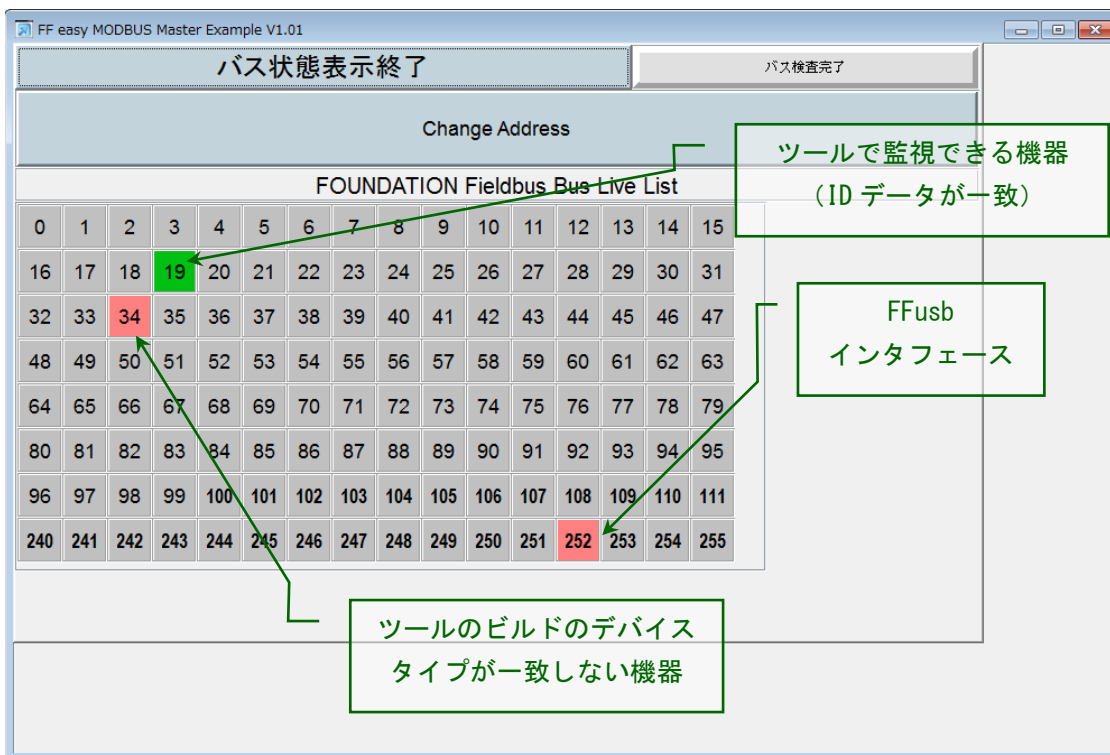 FF easy MODBUS Master Example V1.01
バス状態表示終了
バス検査完了
Change Address
ツールで監視できる機器
(ID データが一致)
FOUNDATION Fieldbus Bus Live List
0 1 2 3 4 5 6 7 8 9 10 11 12 13 14 15
16 17 18 19 20 21 22 23 24 25 26 27 28 29 30 31
32 33 34 35 36 37 38 39 40 41 42 43 44 45 46 47
FFusb
インタフェース
48 49 50 51 52 53 54 55 56 57 58 59 60 61 62 63
64 65 66 67 68 69 70 71 72 73 74 75 76 77 78 79
80 81 82 83 84 85 86 87 88 89 90 91 92 93 94 95
96 97 98 99 100 101 102 103 104 105 106 107 108 109 110 111
240 241 242 243 244 245 246 247 248 249 250 251 252 253 254 255
ツールのビルドのデバイス
タイプが一致しない機器